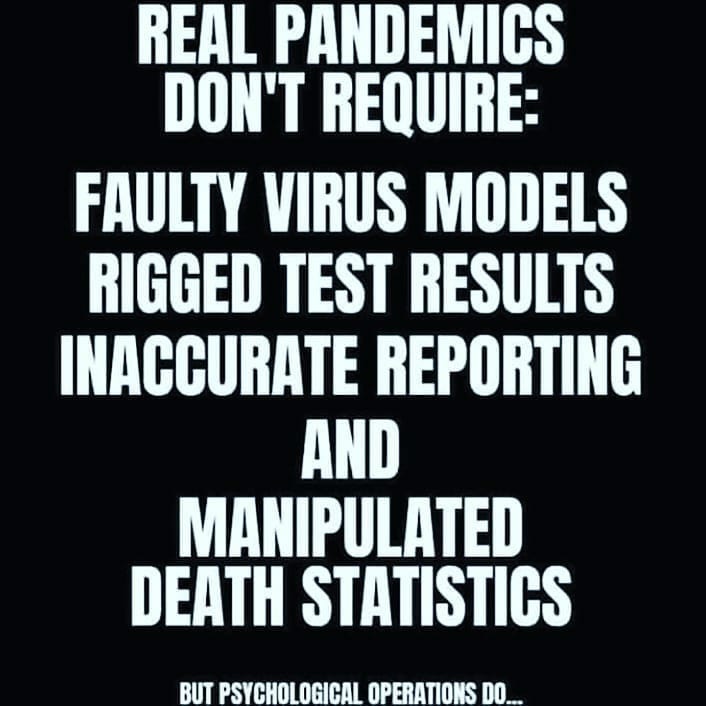 REAL PANDEMICS
DON'T REQUIRE:
FAULTY VIRUS MODELS
RIGGED TEST RESULTS
INACCURATE REPORTING
AND
MANIPULATED
DEATH STATISTICS
BUT PSYCHOLOGICAL OPERATIONS DO...